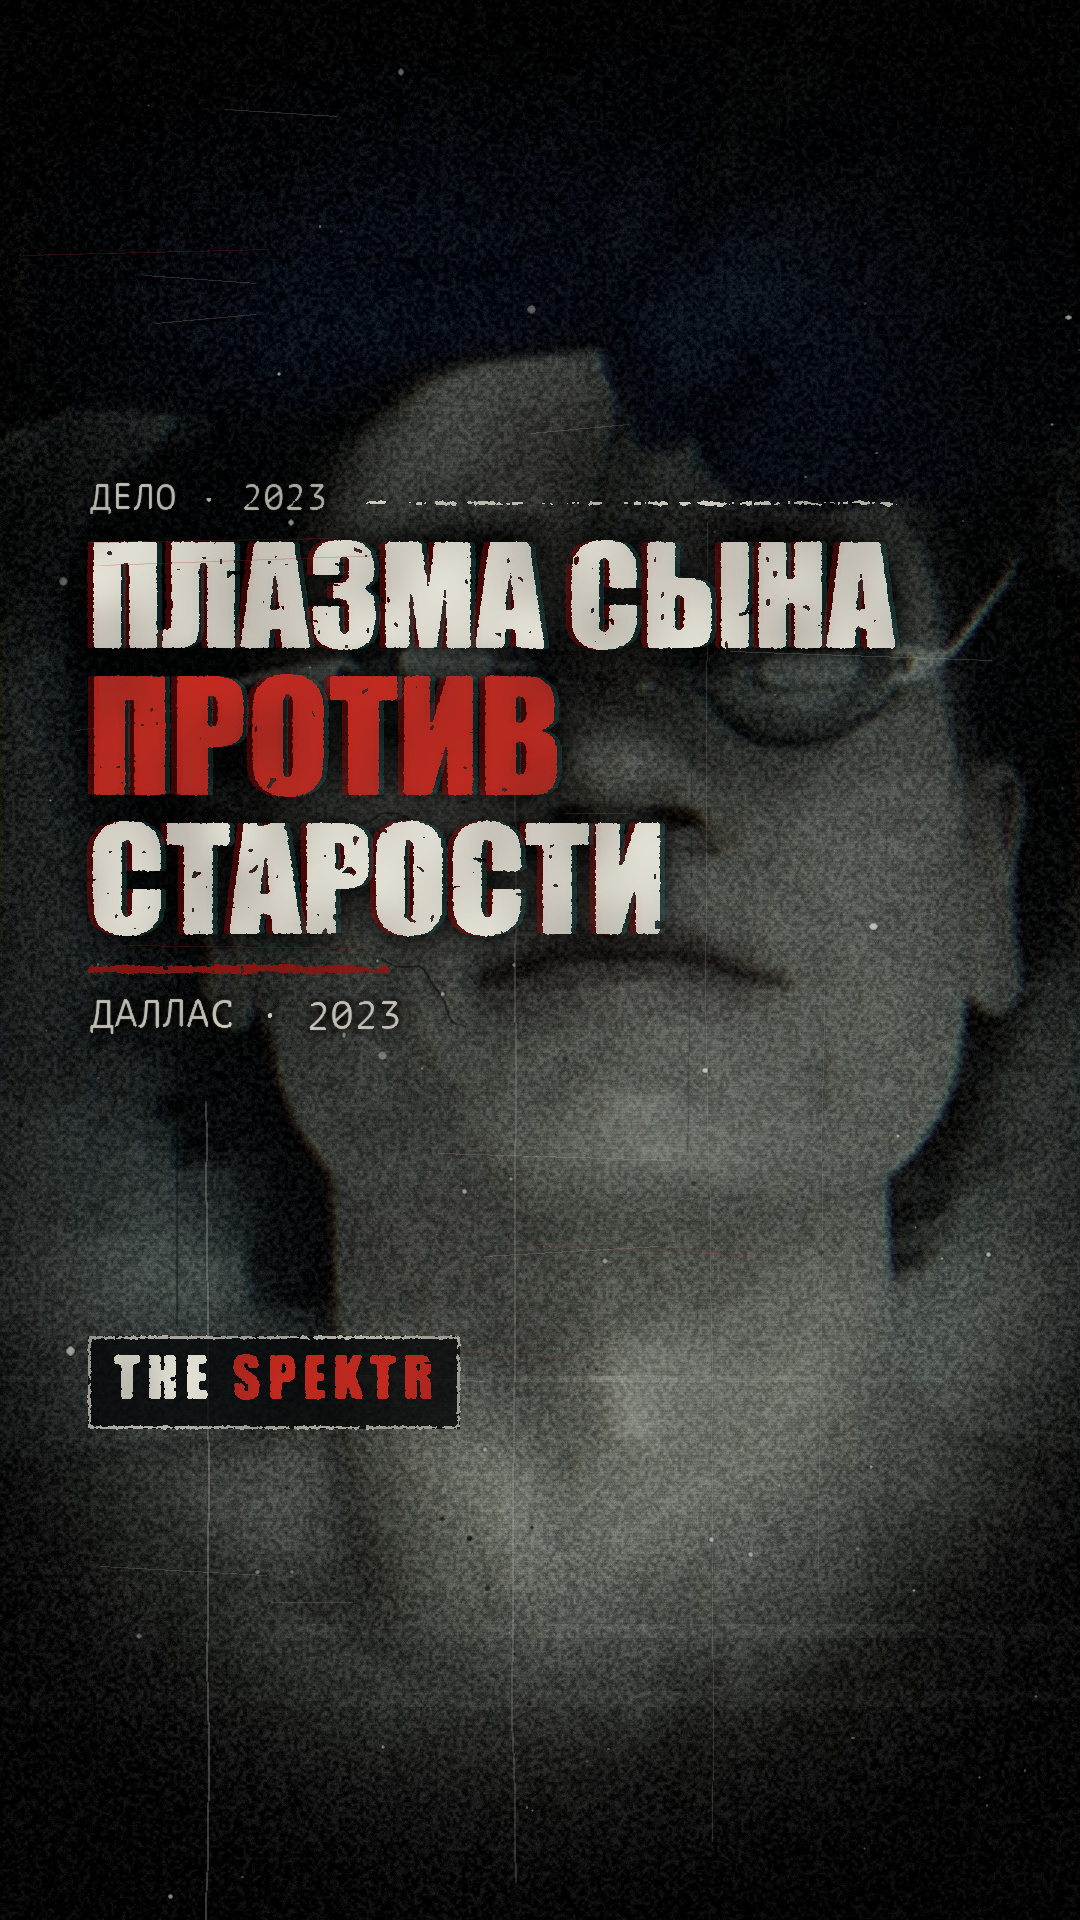 ДЕЛО · 2023
ПЛАЗМА СЫНА
ПРОТИВ
СТАРОСТИ
ДАЛЛАС · 2023
THE SPEKTR